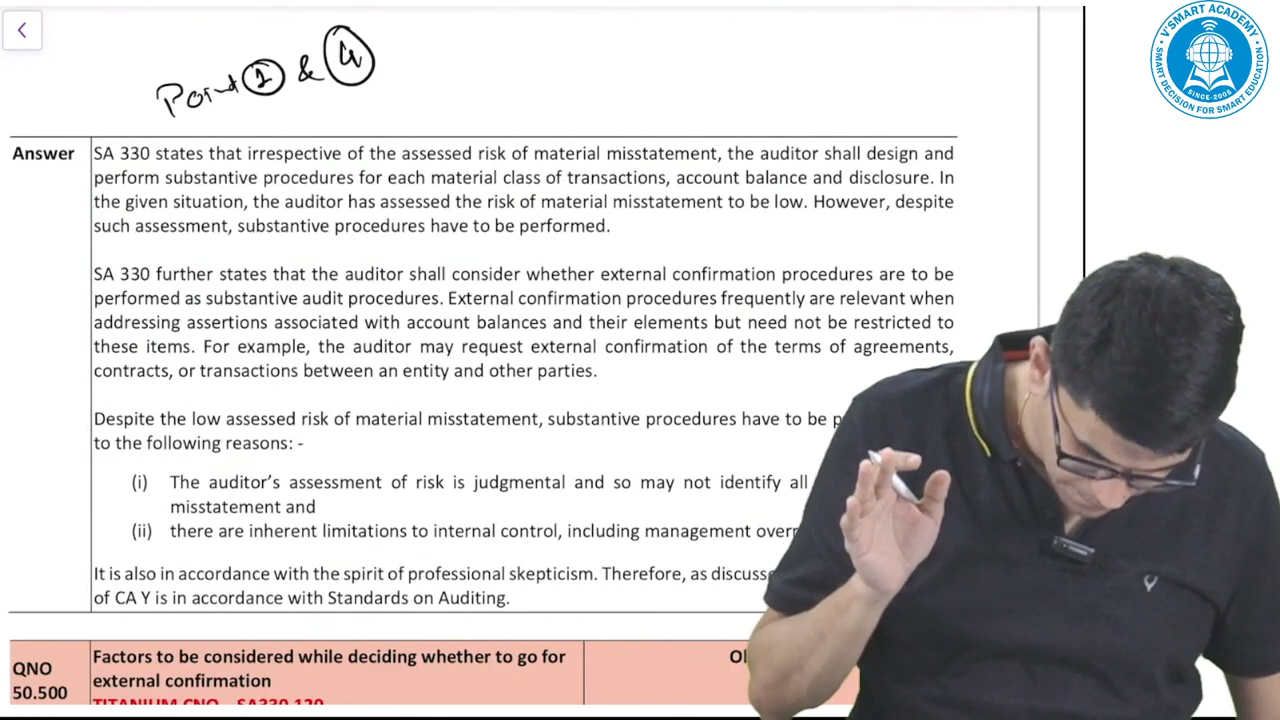 V'SMART ACADEMY
SINCE-2005
SMART DECISION FOR SMART EDUCATION
Point 2 & 4
Answer
SA 330 states that irrespective of the assessed risk of material misstatement, the auditor shall design and
perform substantive procedures for each material class of transactions, account balance and disclosure. In
the given situation, the auditor has assessed the risk of material misstatement to be low. However, despite
such assessment, substantive procedures have to be performed.
SA 330 further states that the auditor shall consider whether external confirmation procedures are to be
performed as substantive audit procedures. External confirmation procedures frequently are relevant when
addressing assertions associated with account balances and their elements but need not be restricted to
these items. For example, the auditor may request external confirmation of the terms of agreements,
contracts, or transactions between an entity and other parties.
Despite the low assessed risk of material misstatement, substantive procedures have to be p
to the following reasons: -
(i) The auditor's assessment of risk is judgmental and so may not identify all
misstatement and
(ii) there are inherent limitations to internal control, including management over
It is also in accordance with the spirit of professional skepticism. Therefore, as discuss
of CA Y is in accordance with Standards on Auditing.
QNO
50.500
Factors to be considered while deciding whether to go for
external confirmation
TITANIUM CNO - SA330.120